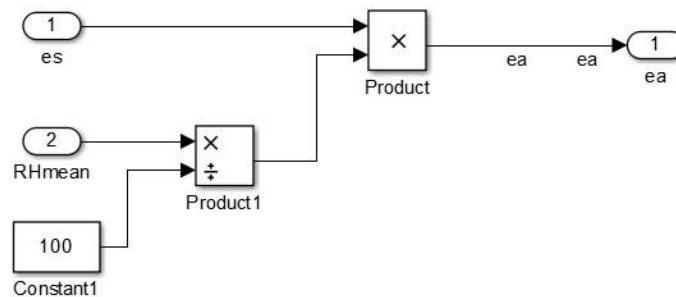 1
es
×
Product
ea ea
1
ea
2
RHmean
×
÷
Product1
100
Constant1